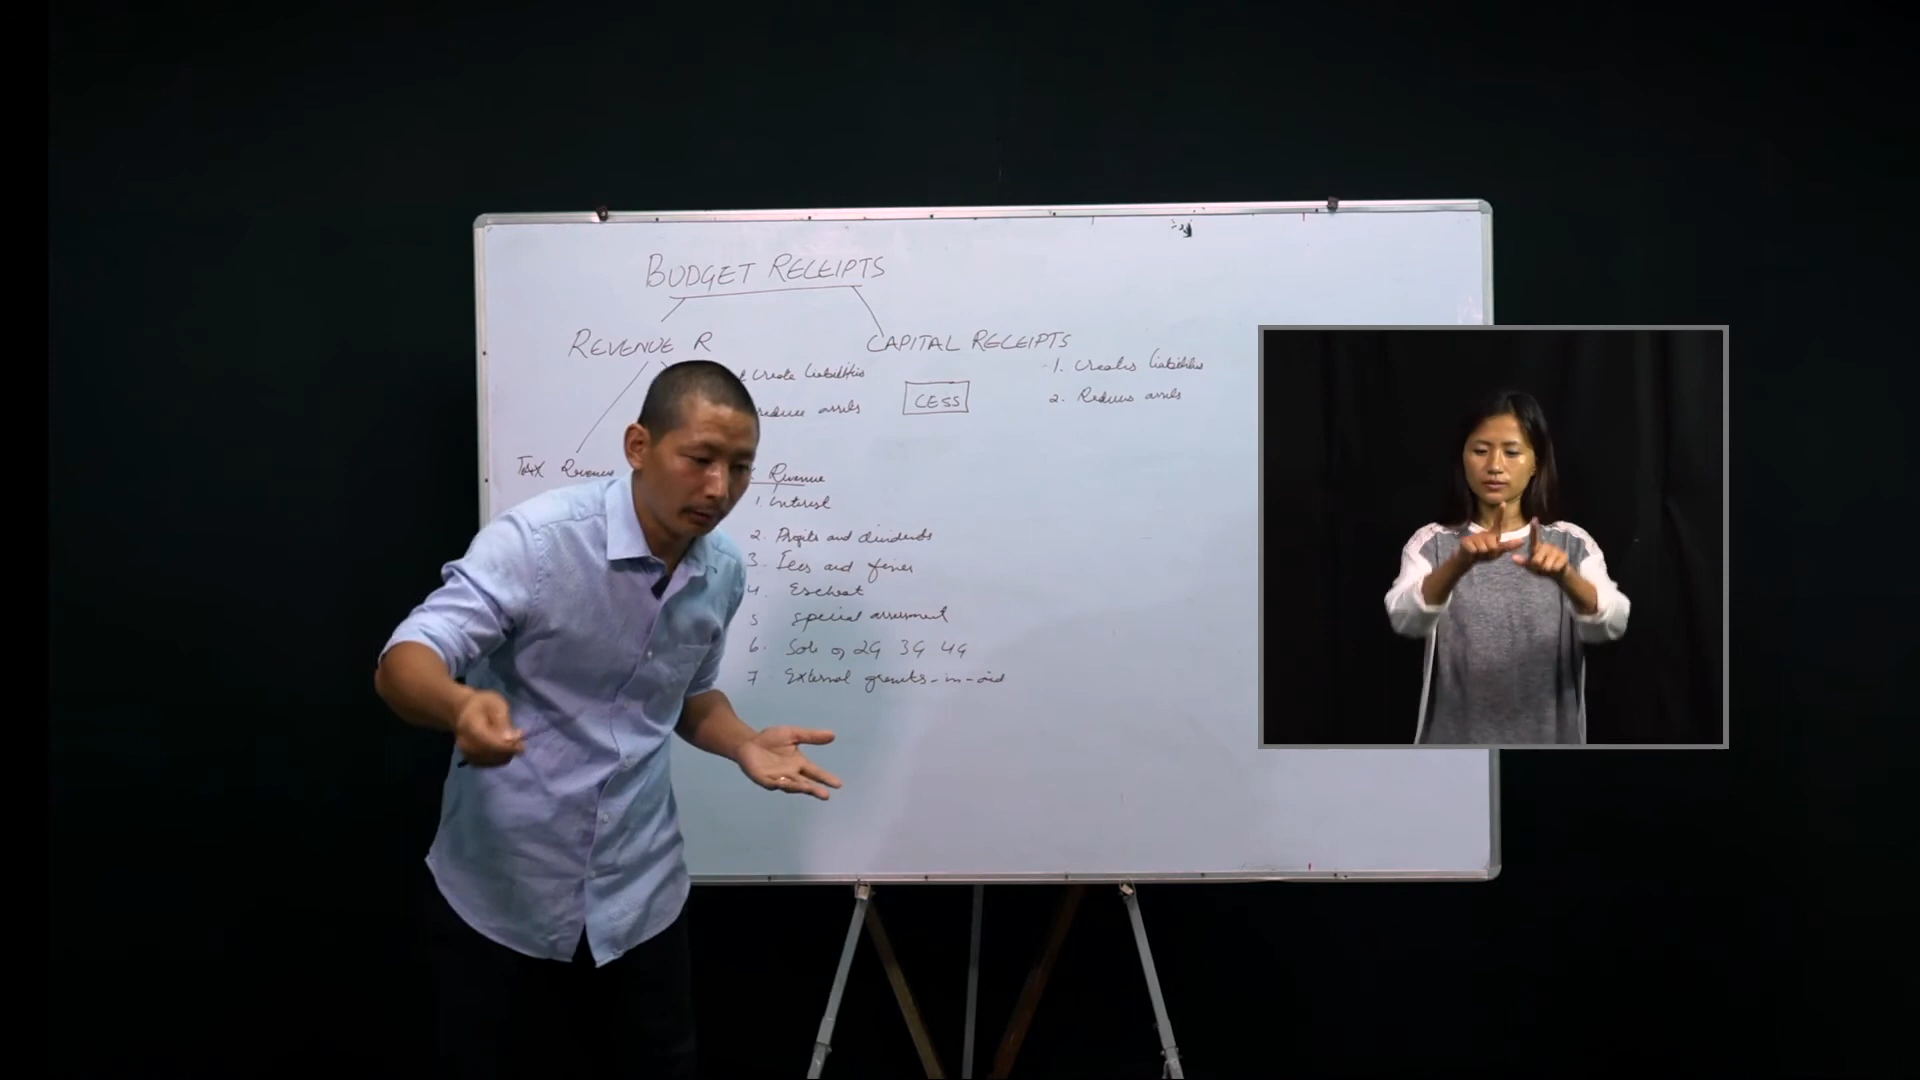 BUDGET RECEIPTS
REVENUE R
CAPITAL RECEIPTS
create liabilities
reduce assets
CESS
1. Creates liabilities
2. Reduces assets
Tax Revenue
Revenue
1. Interest
2. Profits and dividends
3. Fees and fines
4. Escheat
5 Special assessment
6. Sale of 2G 3G 4G
7 External grants-in-aid